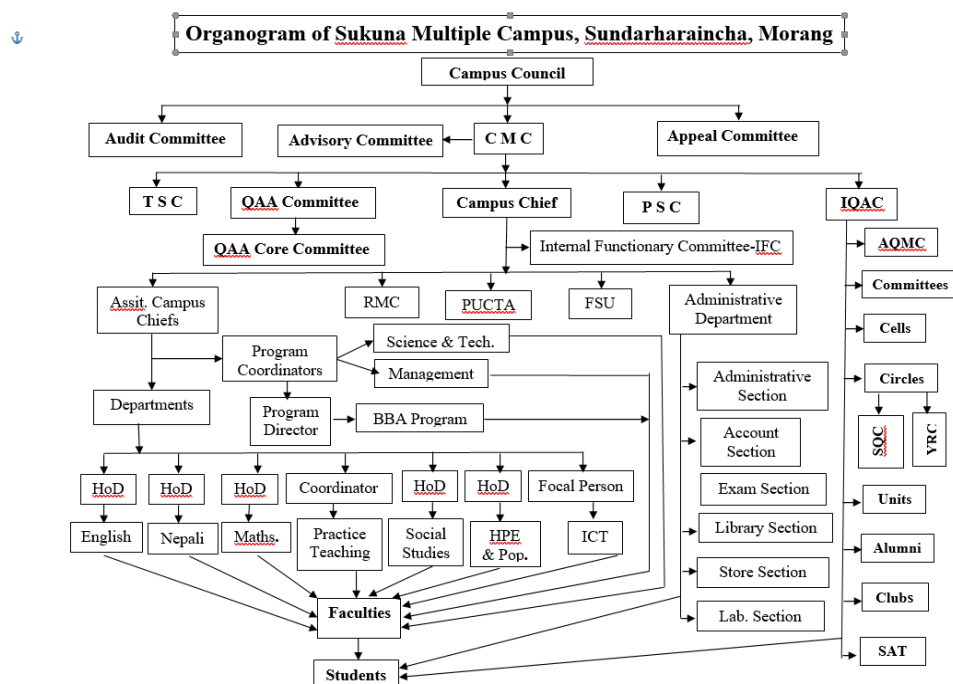 Organogram of Sukuna Multiple Campus, Sundarharaincha, Morang
Campus Council
Audit Committee
Advisory Committee
C M C
Appeal Committee
T S C
QAA Committee
Campus Chief
P S C
IQAC
QAA Core Committee
Internal Functionary Committee-IFC
AQMC
Committees
Cells
Circles
SQC
YRC
Units
Alumni
Clubs
SAT
Assit. Campus
Chiefs
RMC
PUCTA
FSU
Administrative
Department
Program
Coordinators
Science & Tech.
Management
Departments
Program
Director
BBA Program
Administrative
Section
Account
Section
Exam Section
Library Section
Store Section
Lab. Section
HoD
HoD
HoD
Coordinator
HoD
HoD
Focal Person
English
Nepali
Maths.
Practice
Teaching
Social
Studies
HPE
& Pop.
ICT
Faculties
Students